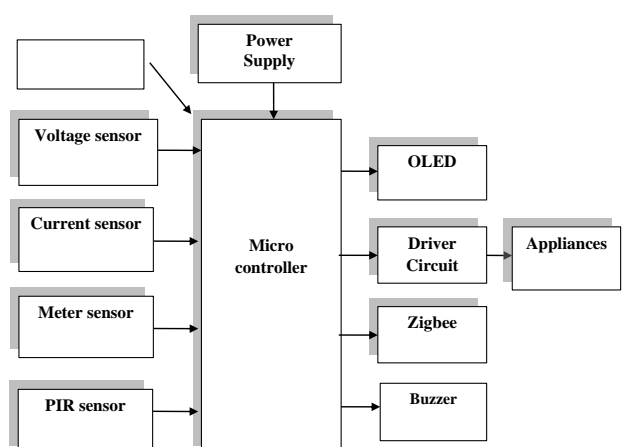 Power
Supply
Voltage sensor
OLED
Current sensor
Micro
controller
Driver
Circuit
Appliances
Meter sensor
Zigbee
PIR sensor
Buzzer